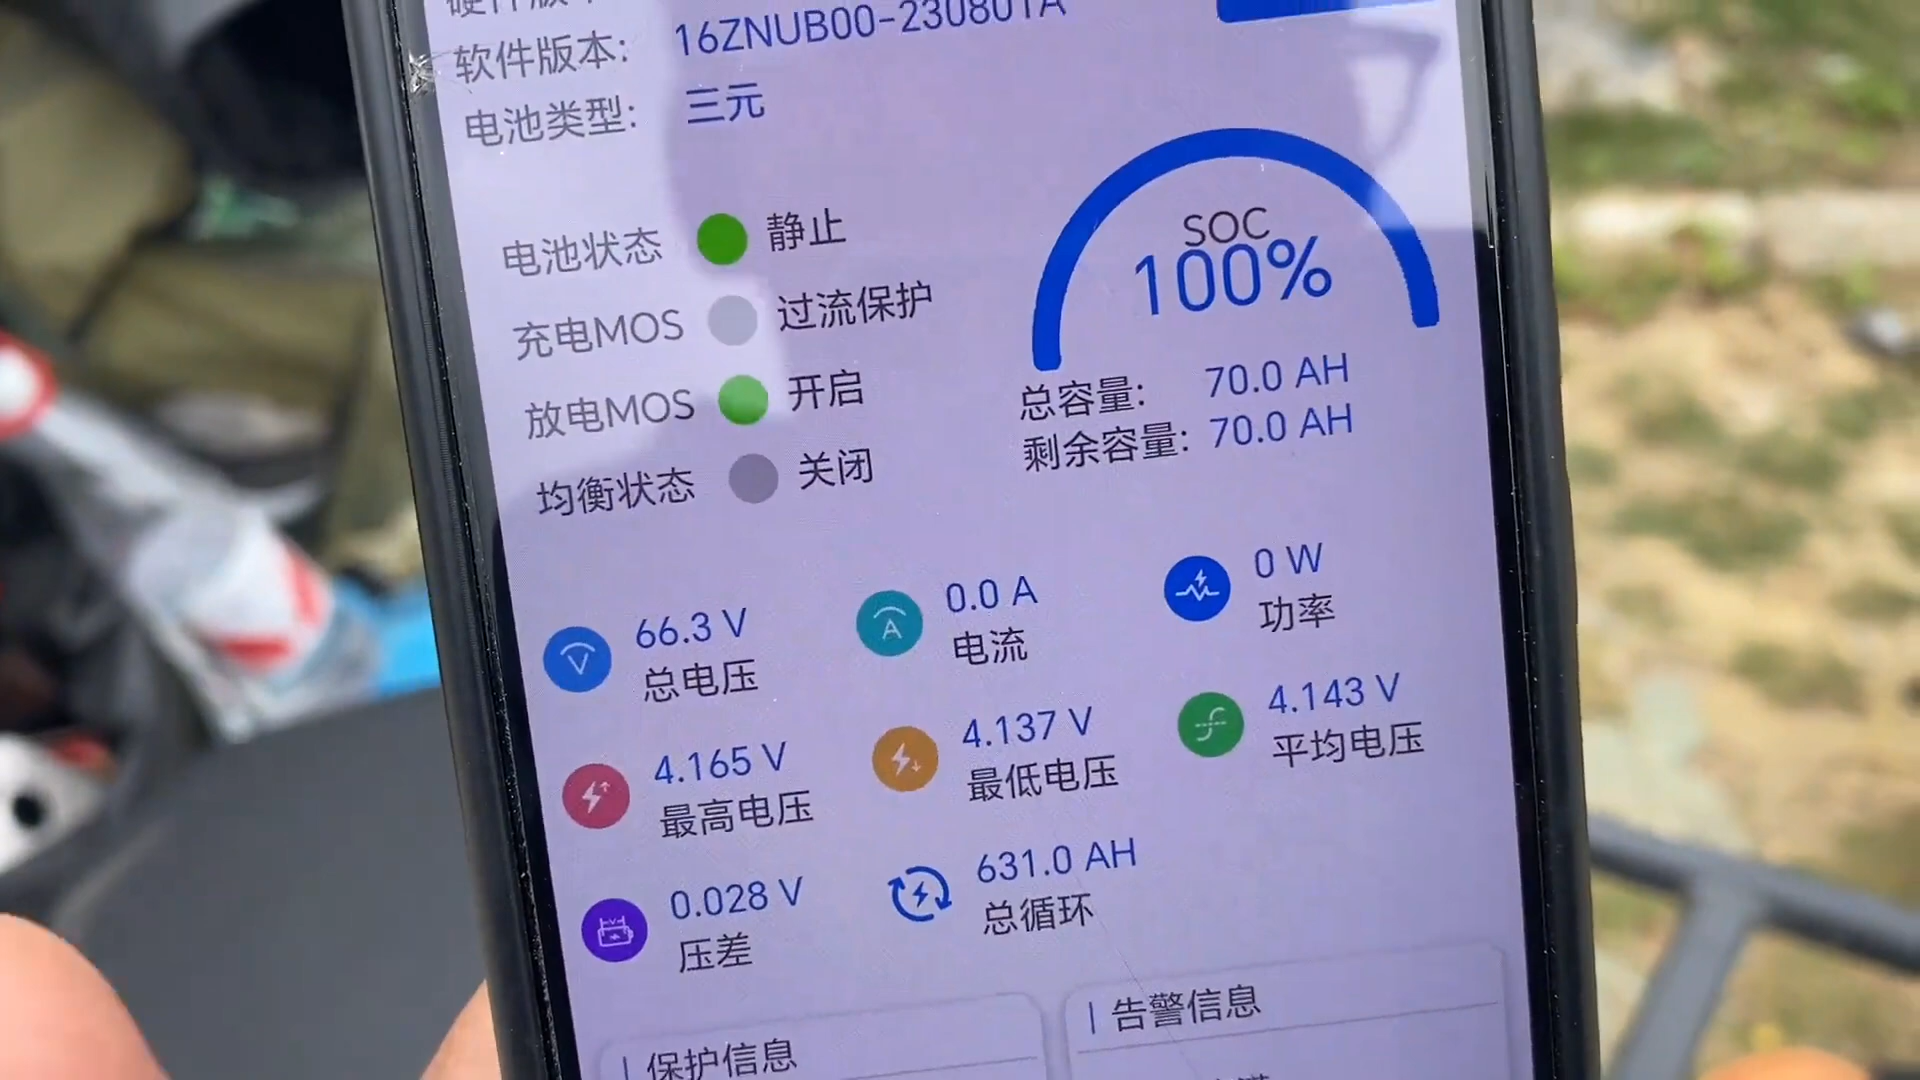 软件版本: 16ZNUB00-230801A
电池类型: 三元
电池状态 静止
充电MOS 过流保护
放电MOS 开启
均衡状态 关闭
SOC
100%
总容量: 70.0 AH
剩余容量: 70.0 AH
66.3 V
总电压
0.0 A
电流
0 W
功率
4.165 V
最高电压
4.137 V
最低电压
4.143 V
平均电压
0.028 V
压差
631.0 AH
总循环
保护信息
告警信息